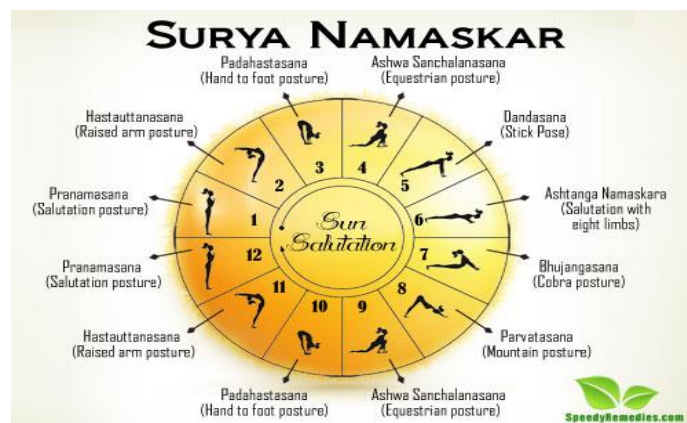 SURYA NAMASKAR
Padahastasana
(Hand to foot posture)
Ashwa Sanchalanasana
(Equestrian posture)
Hastauttanasana
(Raised arm posture)
Dandasana
(Stick Pose)
Pranamasana
(Salutation posture)
Ashtanga Namaskara
(Salutation with
eight limbs)
Pranamasana
(Salutation posture)
Bhujangasana
(Cobra posture)
Hastauttanasana
(Raised arm posture)
Parvatasana
(Mountain posture)
Padahastasana
(Hand to foot posture)
Ashwa Sanchalanasana
(Equestrian posture)
1
2
3
4
5
6
7
8
9
10
11
12
Sun
Salutation
SpeedyRemedies.com